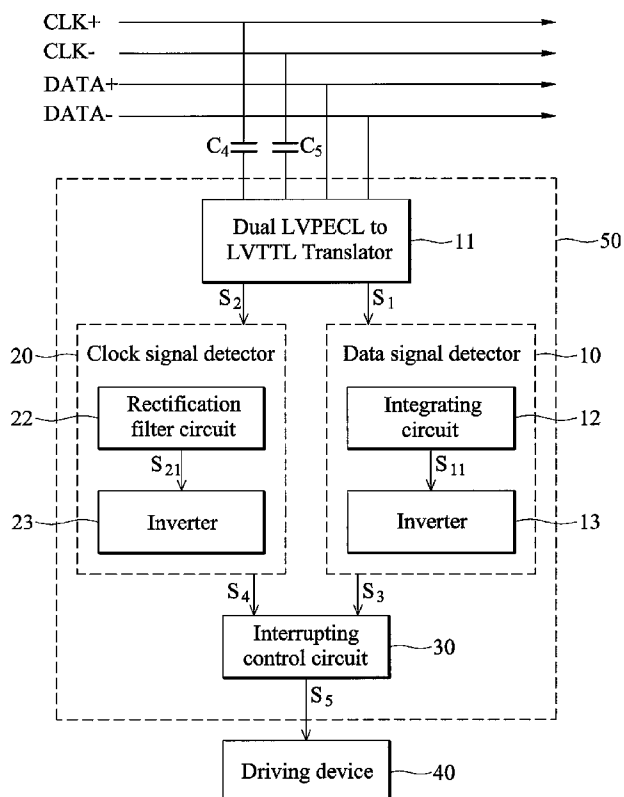 CLK+
CLK-
DATA+
DATA-
C4 C5
Dual LVPECL to
LVTTL Translator
11
50
S2 S1
20 Clock signal detector Data signal detector 10
22 Rectification
filter circuit
Integrating
circuit 12
S21 S11
23 Inverter Inverter 13
S4 S3
Interrupting
control circuit
30
S5
Driving device
40